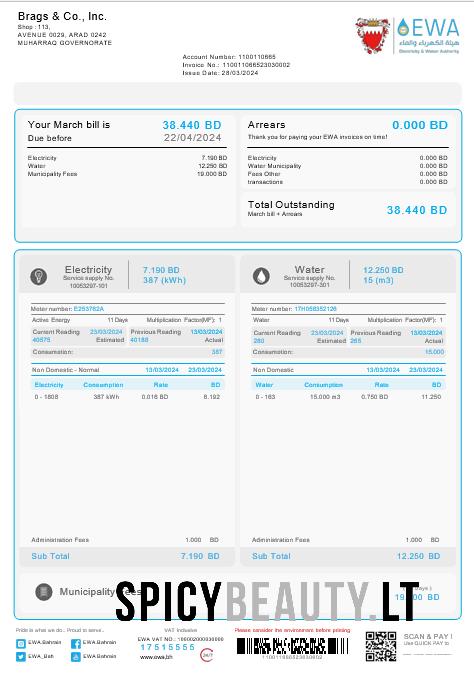 Brags & Co., Inc.
Shop : 113,
AVENUE 0029, ARAD 0242
MUHARRAQ GOVERNORATE
EWA
هيئة الكهرباء والماء
Electricity & Water Authority
Account Number: 1100110665
Invoice No.: 110011066523030002
Issue Date: 28/03/2024
Your March bill is 38.440 BD
Due before 22/04/2024
Electricity 7.190 BD
Water 12.250 BD
Municipality Fees 19.000 BD
Arrears 0.000 BD
Thank you for paying your EWA invoices on time!
Electricity 0.000 BD
Water Municipality 0.000 BD
Fees Other 0.000 BD
transactions 0.000 BD
Total Outstanding
March bill + Arrears 38.440 BD
Electricity 7.190 BD
Service supply No. 387 (kWh)
10053297-101
Meter number: E253762A
Active Energy 11 Days Multiplication Factor(MF): 1
Current Reading 23/03/2024 Previous Reading 13/03/2024
40575 Estimated 40188 Actual
Consumption: 387
Non Domestic - Normal 13/03/2024 23/03/2024
Electricity Consumption Rate BD
0 - 1808 387 kWh 0.016 BD 6.192
Administration Fees 1.000 BD
Sub Total 7.190 BD
Water 12.250 BD
Service supply No. 15 (m3)
10053297-301
Meter number: 17H058352126
Water 11 Days Multiplication Factor(MF): 1
Current Reading 23/03/2024 Previous Reading 13/03/2024
280 Estimated 265 Actual
Consumption: 15.000
Non Domestic 13/03/2024 23/03/2024
Water Consumption Rate BD
0 - 163 15.000 m3 0.750 BD 11.250
Administration Fees 1.000 BD
Sub Total 12.250 BD
Municipality Fees
SPICYBEAUTY.LT
BD
Pride is what we do.. Proud to serve..
EWA.Bahrain
EWA.Bahrain
EWA_Bah
EWA.Bahrain
VAT Inclusive
EWA VAT NO.:
17515555
www.ewa.bh
24/7
Please consider the environment before printing
SCAN & PAY !
Use QUICK PAY to